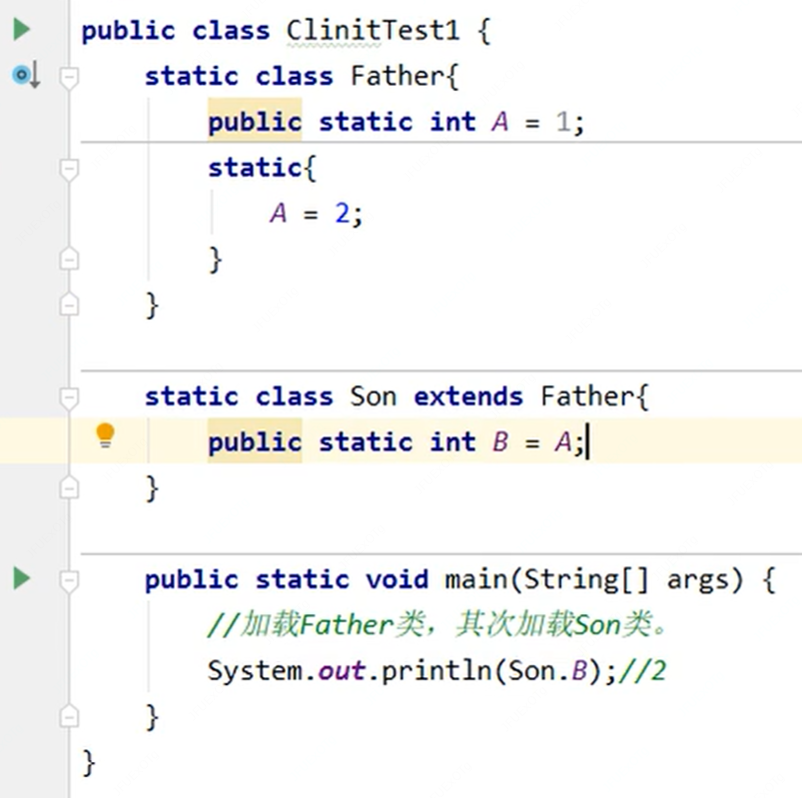 public class ClinitTest1 {
static class Father{
public static int A = 1;
static{
A = 2;
}
}
static class Son extends Father{
public static int B = A;
}
public static void main(String[] args) {
//加载Father类，其次加载Son类。
System.out.println(Son.B);//2
}
}